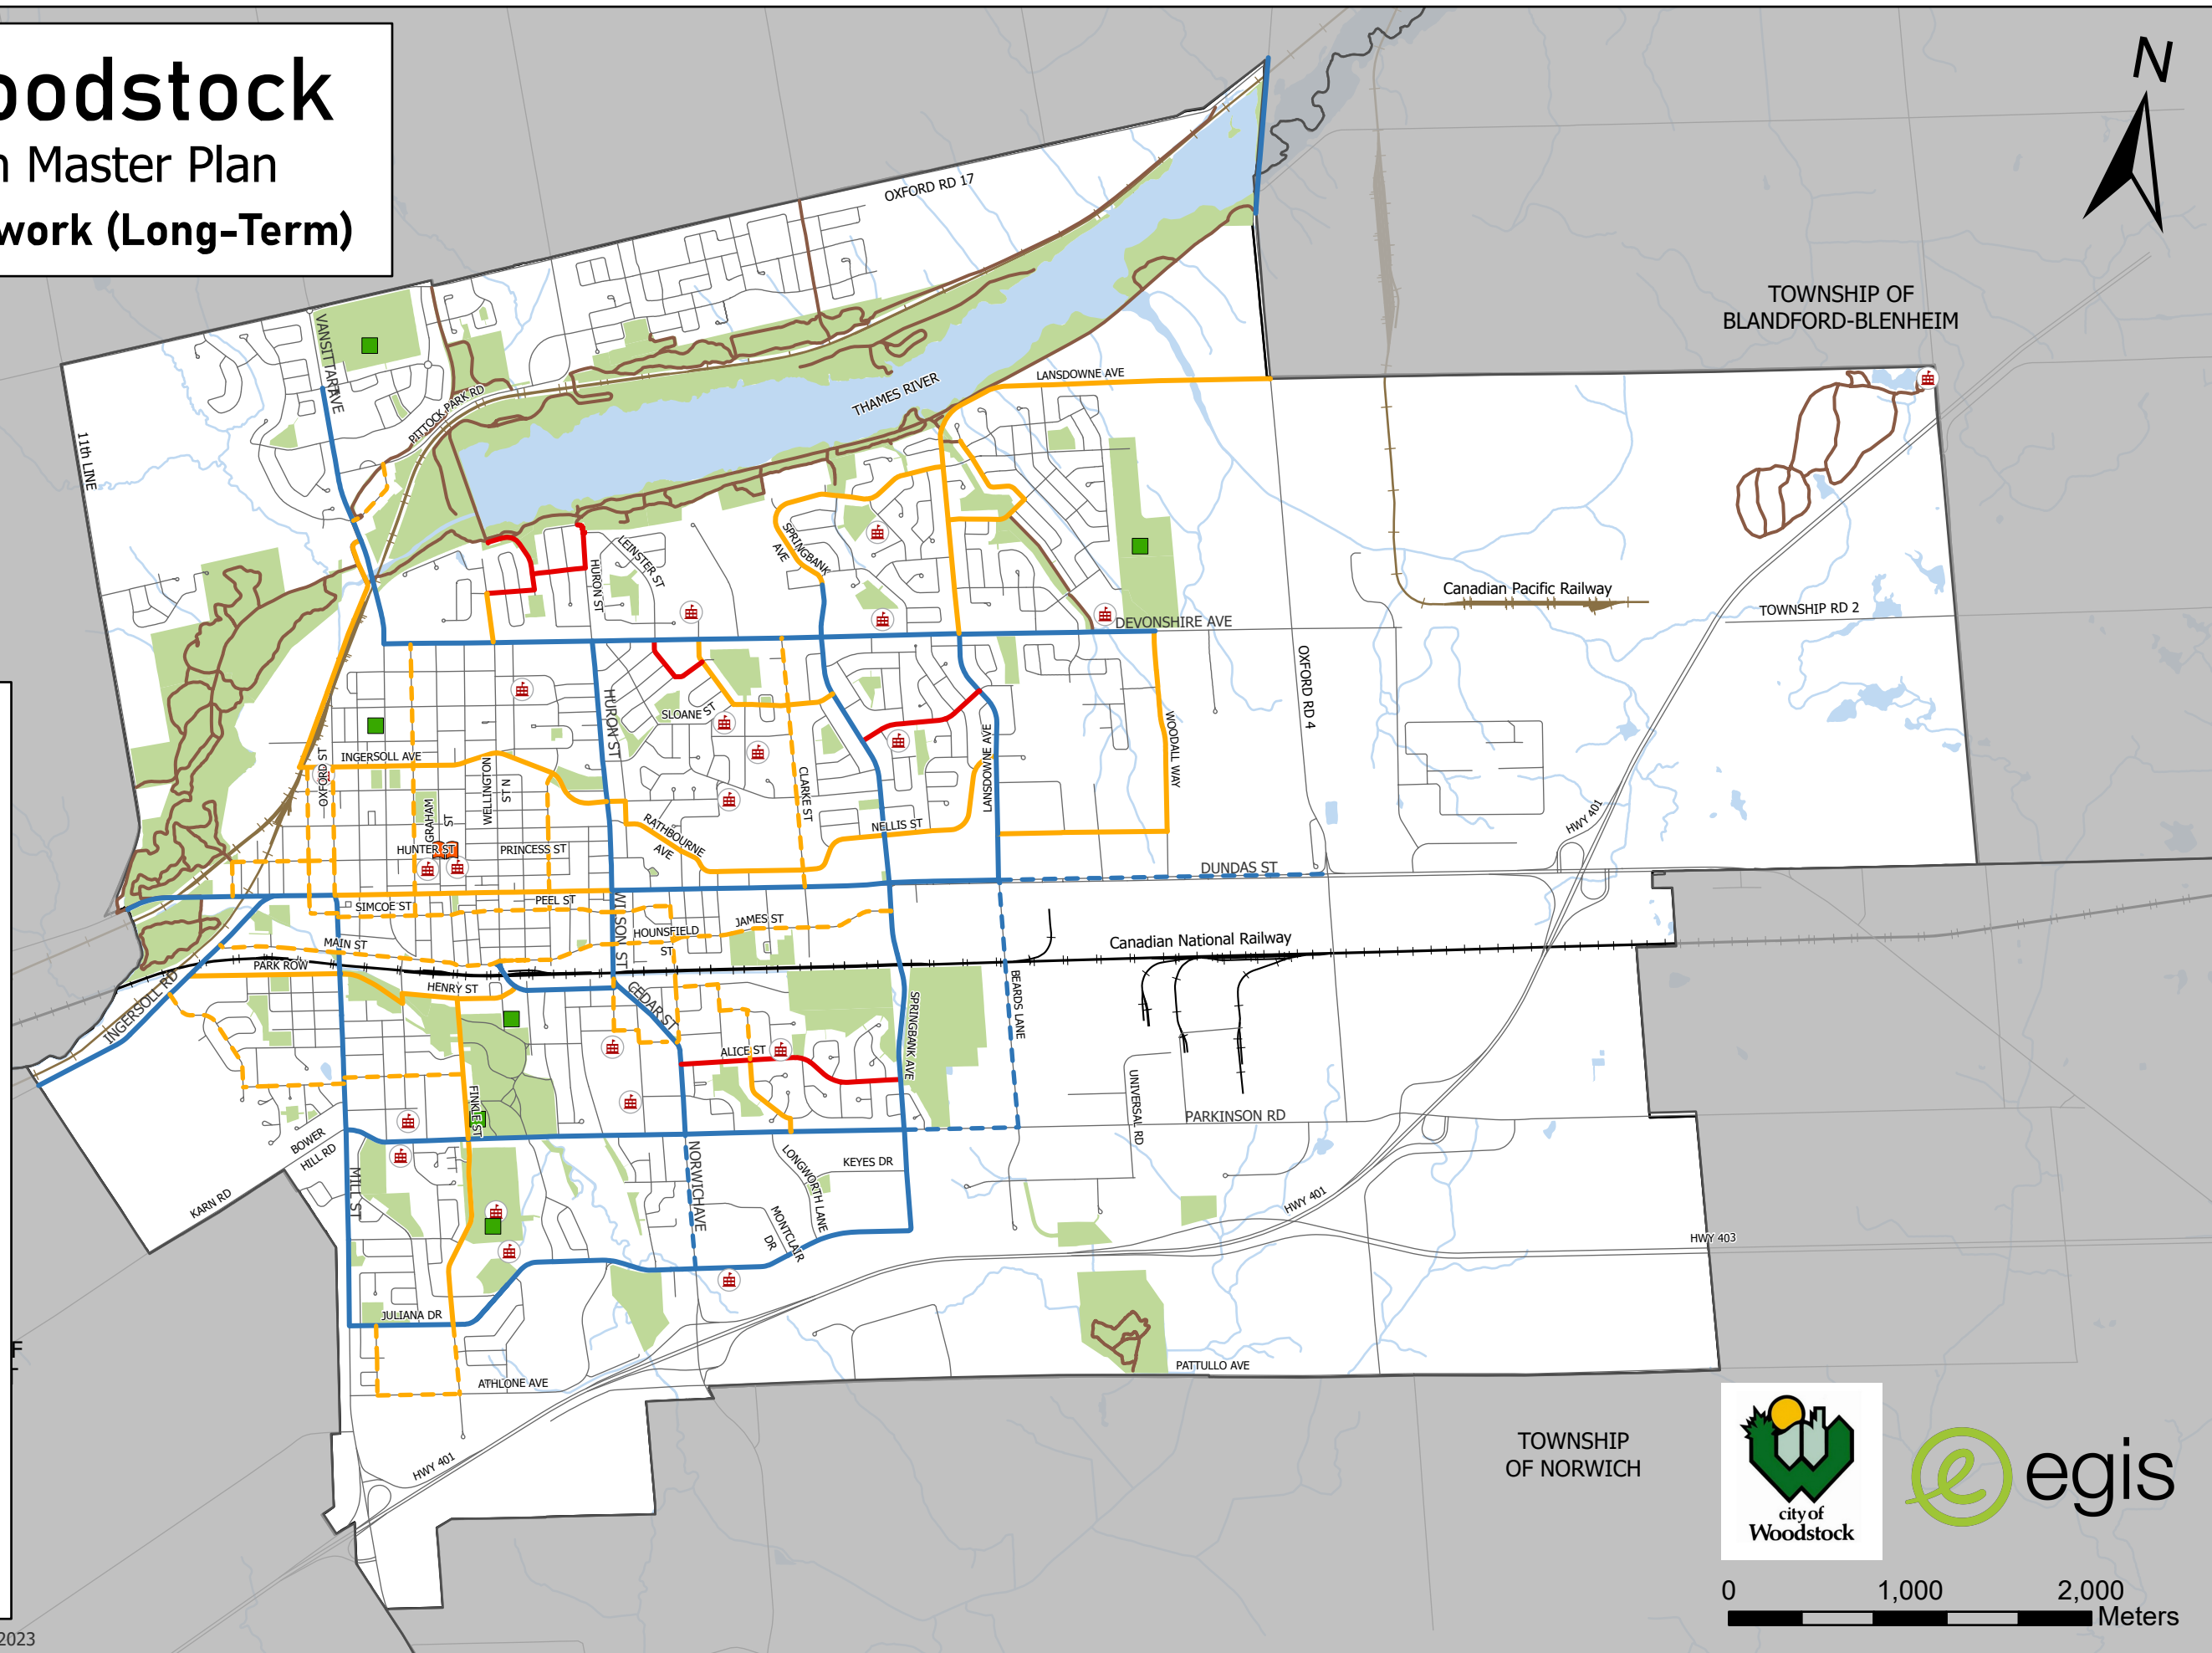 oodstock
n Master Plan
work (Long-Term)
N
TOWNSHIP OF
BLANDFORD-BLENHEIM
OXFORD RD 17
VANSITTART AVE
PITTOCK PARK RD
THAMES RIVER
LANSDOWNE AVE
11th LINE
SPRINGBANK
AVE
LEINSTER ST
HURON ST
Canadian Pacific Railway
TOWNSHIP RD 2
DEVONSHIRE AVE
OXFORD RD 4
HURON ST
SLOANE ST
WOODALL WAY
LANSDOWNE AVE
INGERSOLL AVE
OXFORD ST
WELLINGTON
ST N
CLARKE ST
GRAHAM
ST
HUNTER ST
PRINCESS ST
RATHBOURNE
AVE
NELLIS ST
HWY 401
DUNDAS ST
SIMCOE ST
PEEL ST
WILSON ST
HOUNSFIELD
ST
JAMES ST
MAIN ST
Canadian National Railway
PARK ROW
HENRY ST
INGERSOLL RD
CEDAR ST
SPRINGBANK AVE
BEARDS LANE
ALICE ST
UNIVERSAL RD
FINKLE ST
PARKINSON RD
BOWER
HILL RD
KARN RD
MILL ST
NORWICH AVE
LONGWORTH LANE
KEYES DR
MONTCLAIR
DR
HWY 401
HWY 403
JULIANA DR
ATHLONE AVE
PATTULLO AVE
HWY 401
F
TOWNSHIP
OF NORWICH
city of
Woodstock
e egis
0 1,000 2,000
Meters
2023